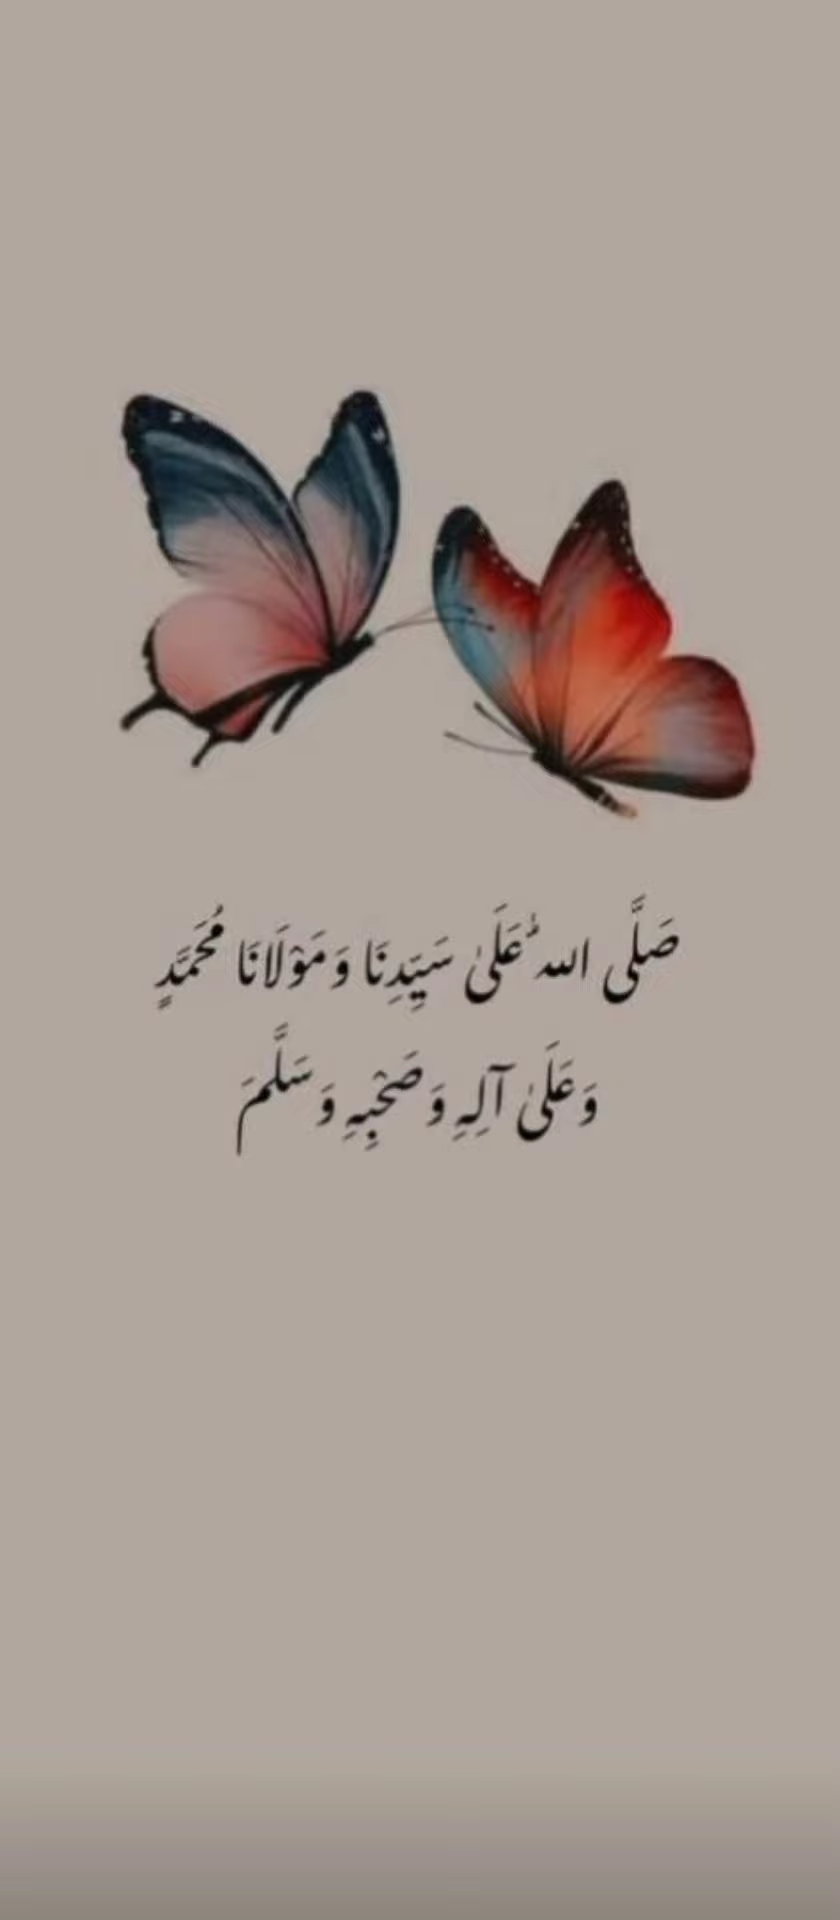 صَلَّى اللهُ عَلَىٰ سَيِّدِنَا وَمَوْلَانَا مُحَمَّدٍ
وَعَلَىٰ آلِهِ وَصَحْبِهِ وَسَلَّمَ